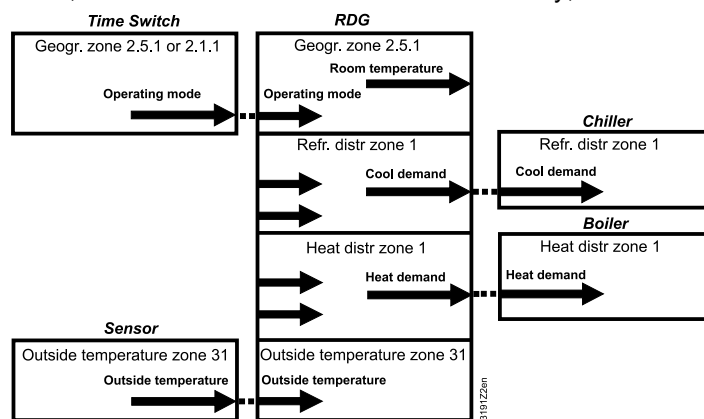 Time Switch
RDG
Geogr. zone 2.5.1 or 2.1.1
Geogr. zone 2.5.1
Room temperature
Operating mode
Operating mode
Chiller
Refr. distr zone 1
Refr. distr zone 1
Cool demand
Cool demand
Boiler
Heat distr zone 1
Heat distr zone 1
Heat demand
Heat demand
Sensor
Outside temperature zone 31
Outside temperature zone 31
Outside temperature
Outside temperature
3191Z2en